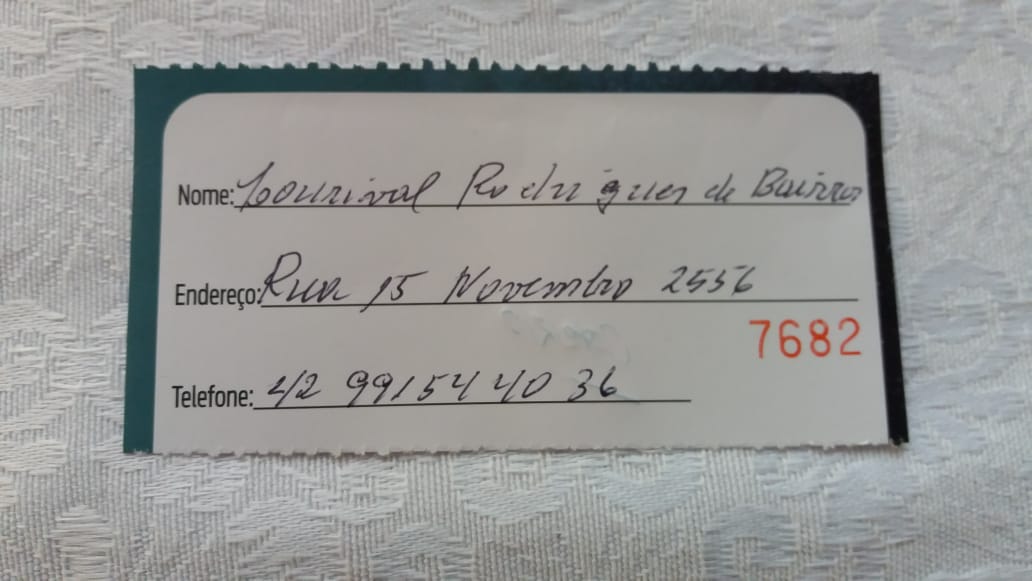 Nome: Lourival Rodrigues de Bairros
Endereço: Rua 15 Novembro 2556
7682
Telefone: 42 99154 4036